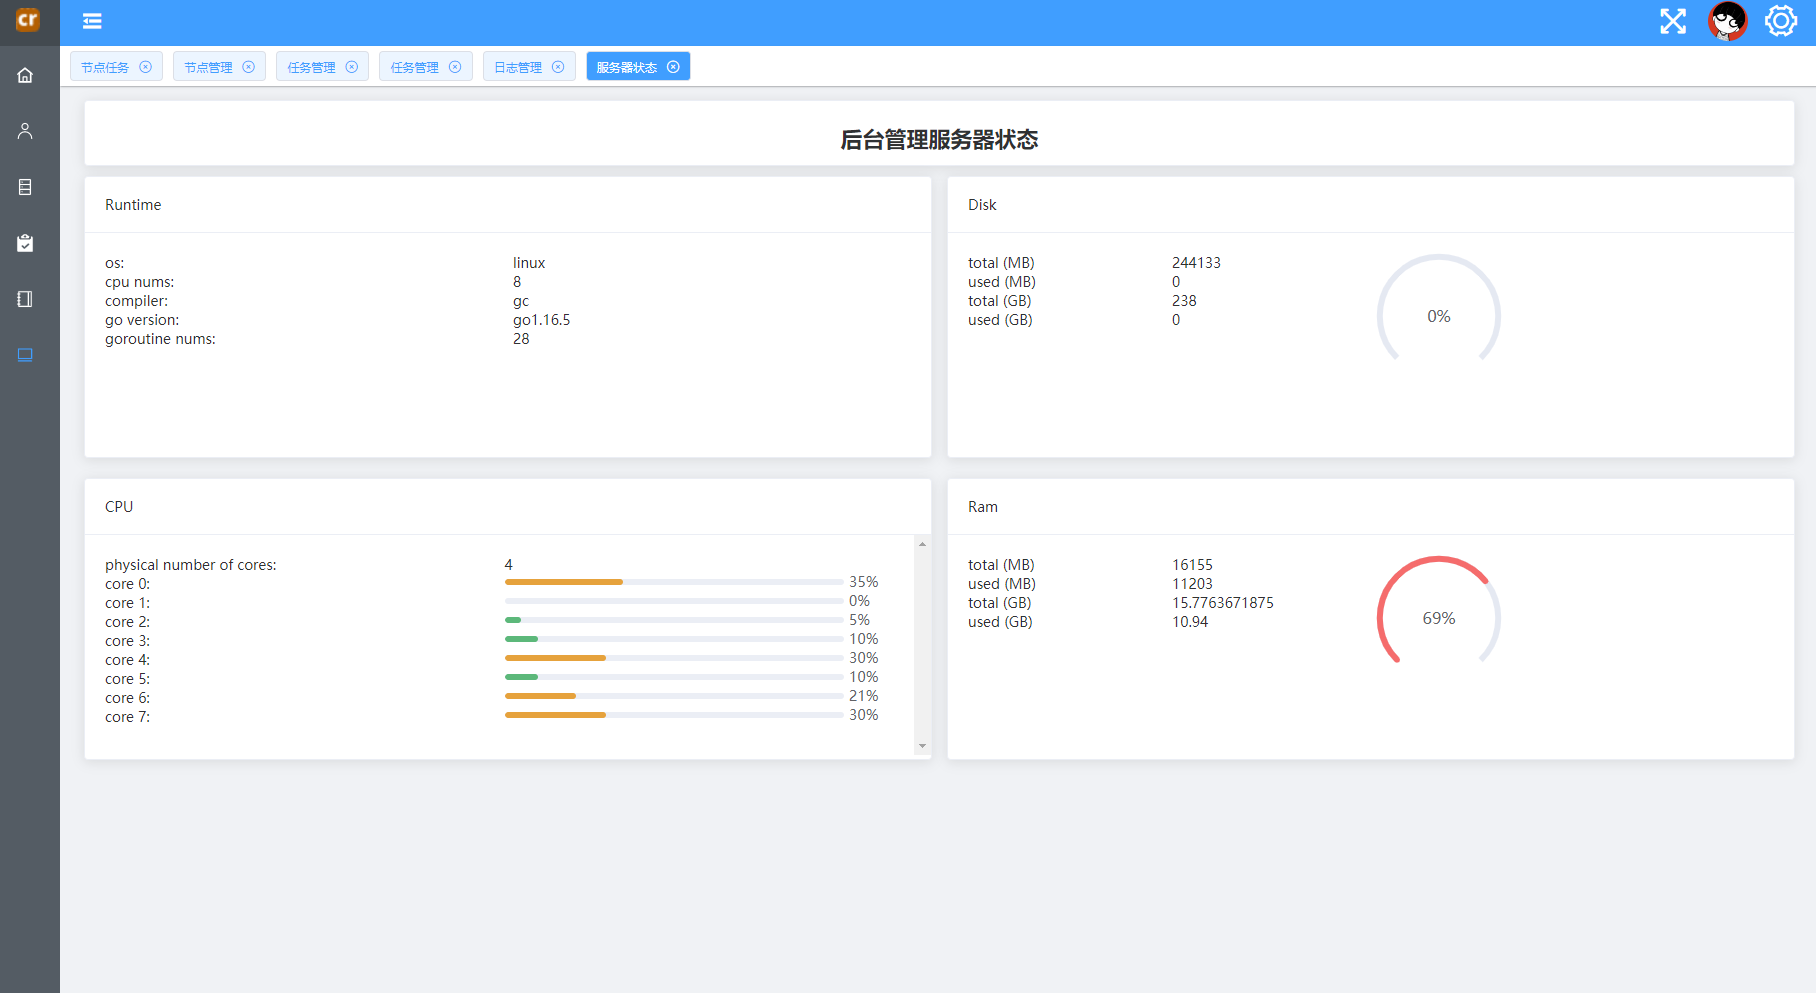 cr
节点任务 节点管理 任务管理 任务管理 日志管理 服务器状态
后台管理服务器状态
Runtime
os: linux
cpu nums: 8
compiler: gc
go version: go1.16.5
goroutine nums: 28
Disk
total (MB) 244133
used (MB) 0
total (GB) 238
used (GB) 0
0%
CPU
physical number of cores: 4
core 0: 35%
core 1: 0%
core 2: 5%
core 3: 10%
core 4: 30%
core 5: 10%
core 6: 21%
core 7: 30%
Ram
total (MB) 16155
used (MB) 11203
total (GB) 15.7763671875
used (GB) 10.94
69%